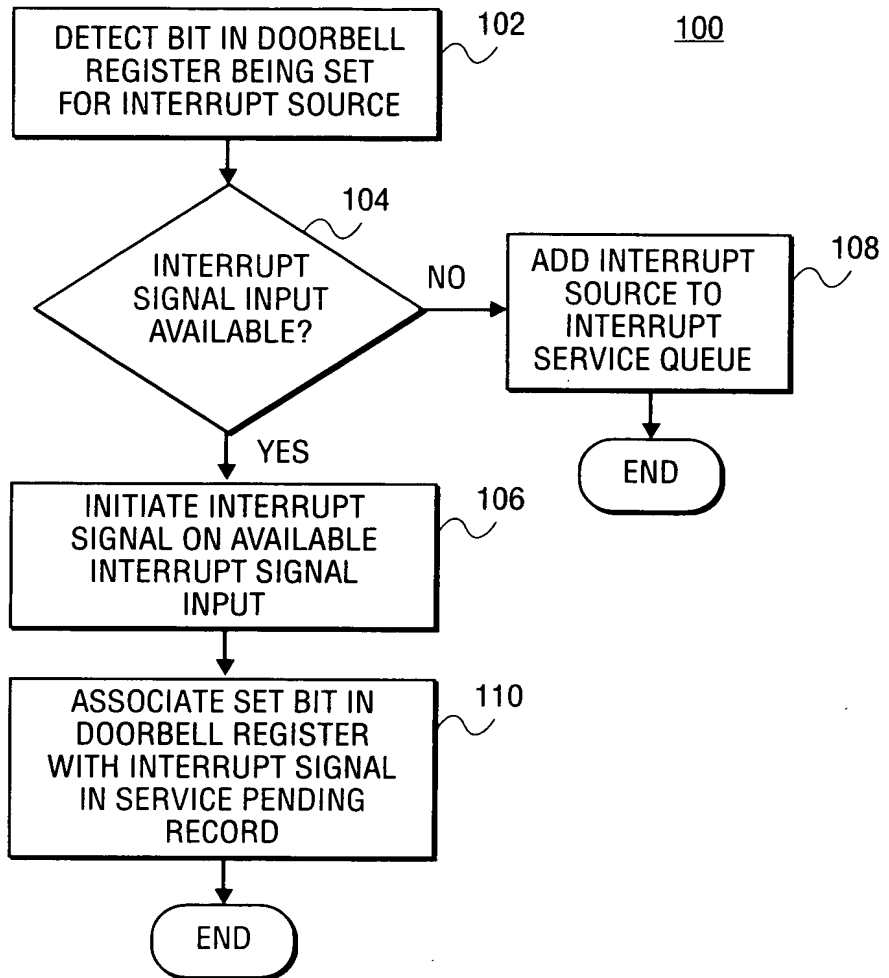 DETECT BIT IN DOORBELL
REGISTER BEING SET
FOR INTERRUPT SOURCE
102
100
104
INTERRUPT
SIGNAL INPUT
AVAILABLE?
NO
ADD INTERRUPT
SOURCE TO
INTERRUPT
SERVICE QUEUE
108
END
YES
INITIATE INTERRUPT
SIGNAL ON AVAILABLE
INTERRUPT SIGNAL
INPUT
106
ASSOCIATE SET BIT IN
DOORBELL REGISTER
WITH INTERRUPT SIGNAL
IN SERVICE PENDING
RECORD
110
END